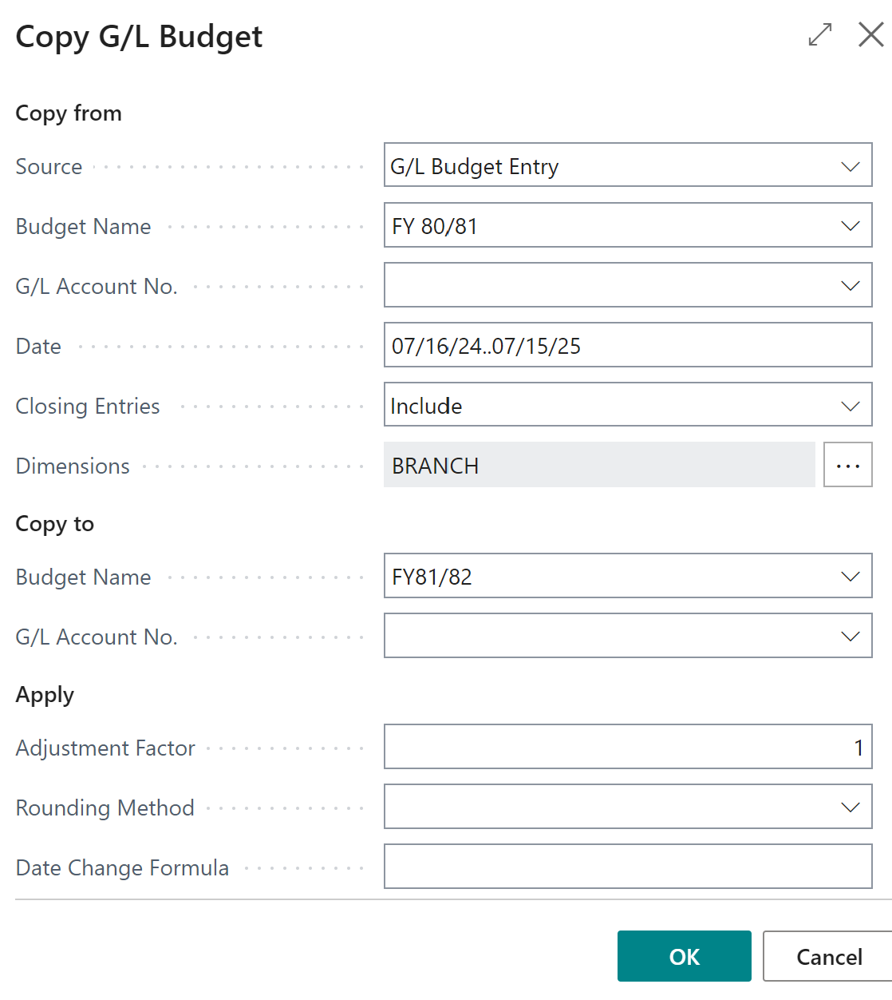 Copy G/L Budget
Copy from
Source G/L Budget Entry
Budget Name FY 80/81
G/L Account No.
Date 07/16/24..07/15/25
Closing Entries Include
Dimensions BRANCH ...
Copy to
Budget Name FY81/82
G/L Account No.
Apply
Adjustment Factor 1
Rounding Method
Date Change Formula
OK Cancel